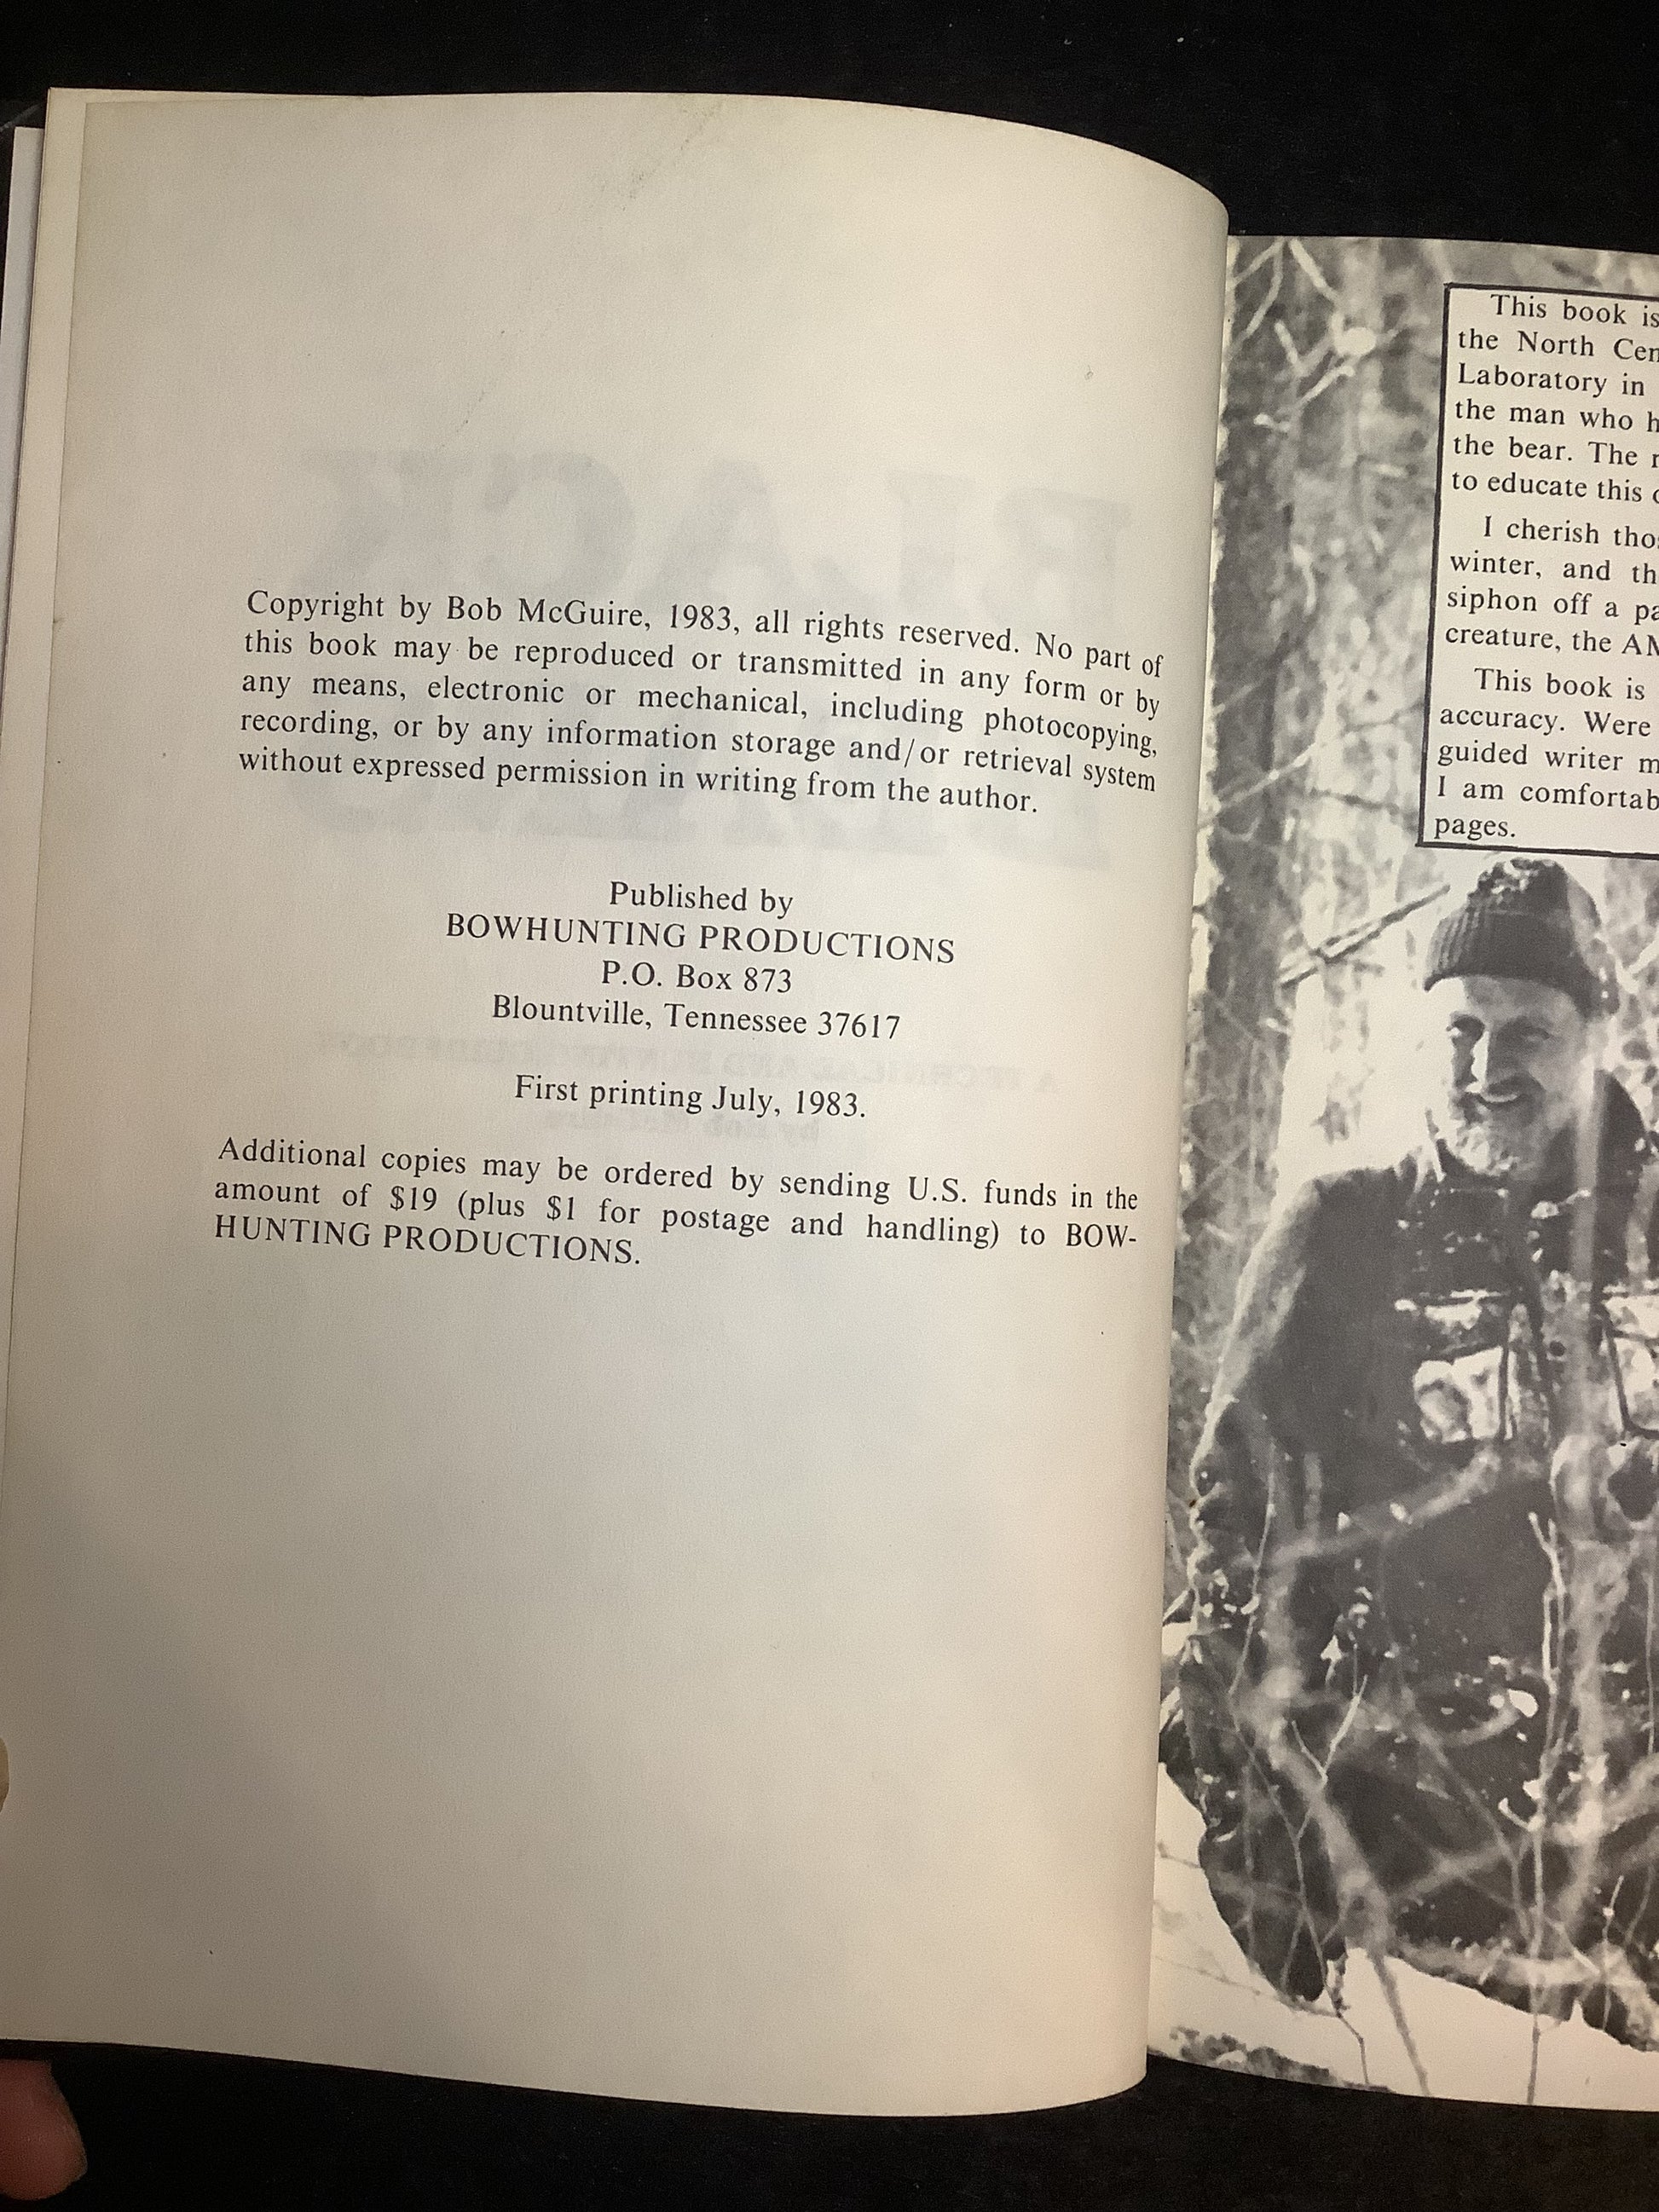 Copyright by Bob McGuire, 1983, all rights reserved. No part of
this book may be reproduced or transmitted in any form or by
any means, electronic or mechanical, including photocopying,
recording, or by any information storage and/or retrieval system
without expressed permission in writing from the author.
Published by
BOWHUNTING PRODUCTIONS
P.O. Box 873
Blountville, Tennessee 37617
First printing July, 1983.
Additional copies may be ordered by sending U.S. funds in the
amount of $19 (plus $1 for postage and handling) to BOW-
HUNTING PRODUCTIONS.
This book is
the North Cen
Laboratory in
the man who h
the bear. The
to educate this
I cherish tho
winter, and th
siphon off a pa
creature, the AM
This book is
accuracy. Were
guided writer m
I am comfortab
pages.